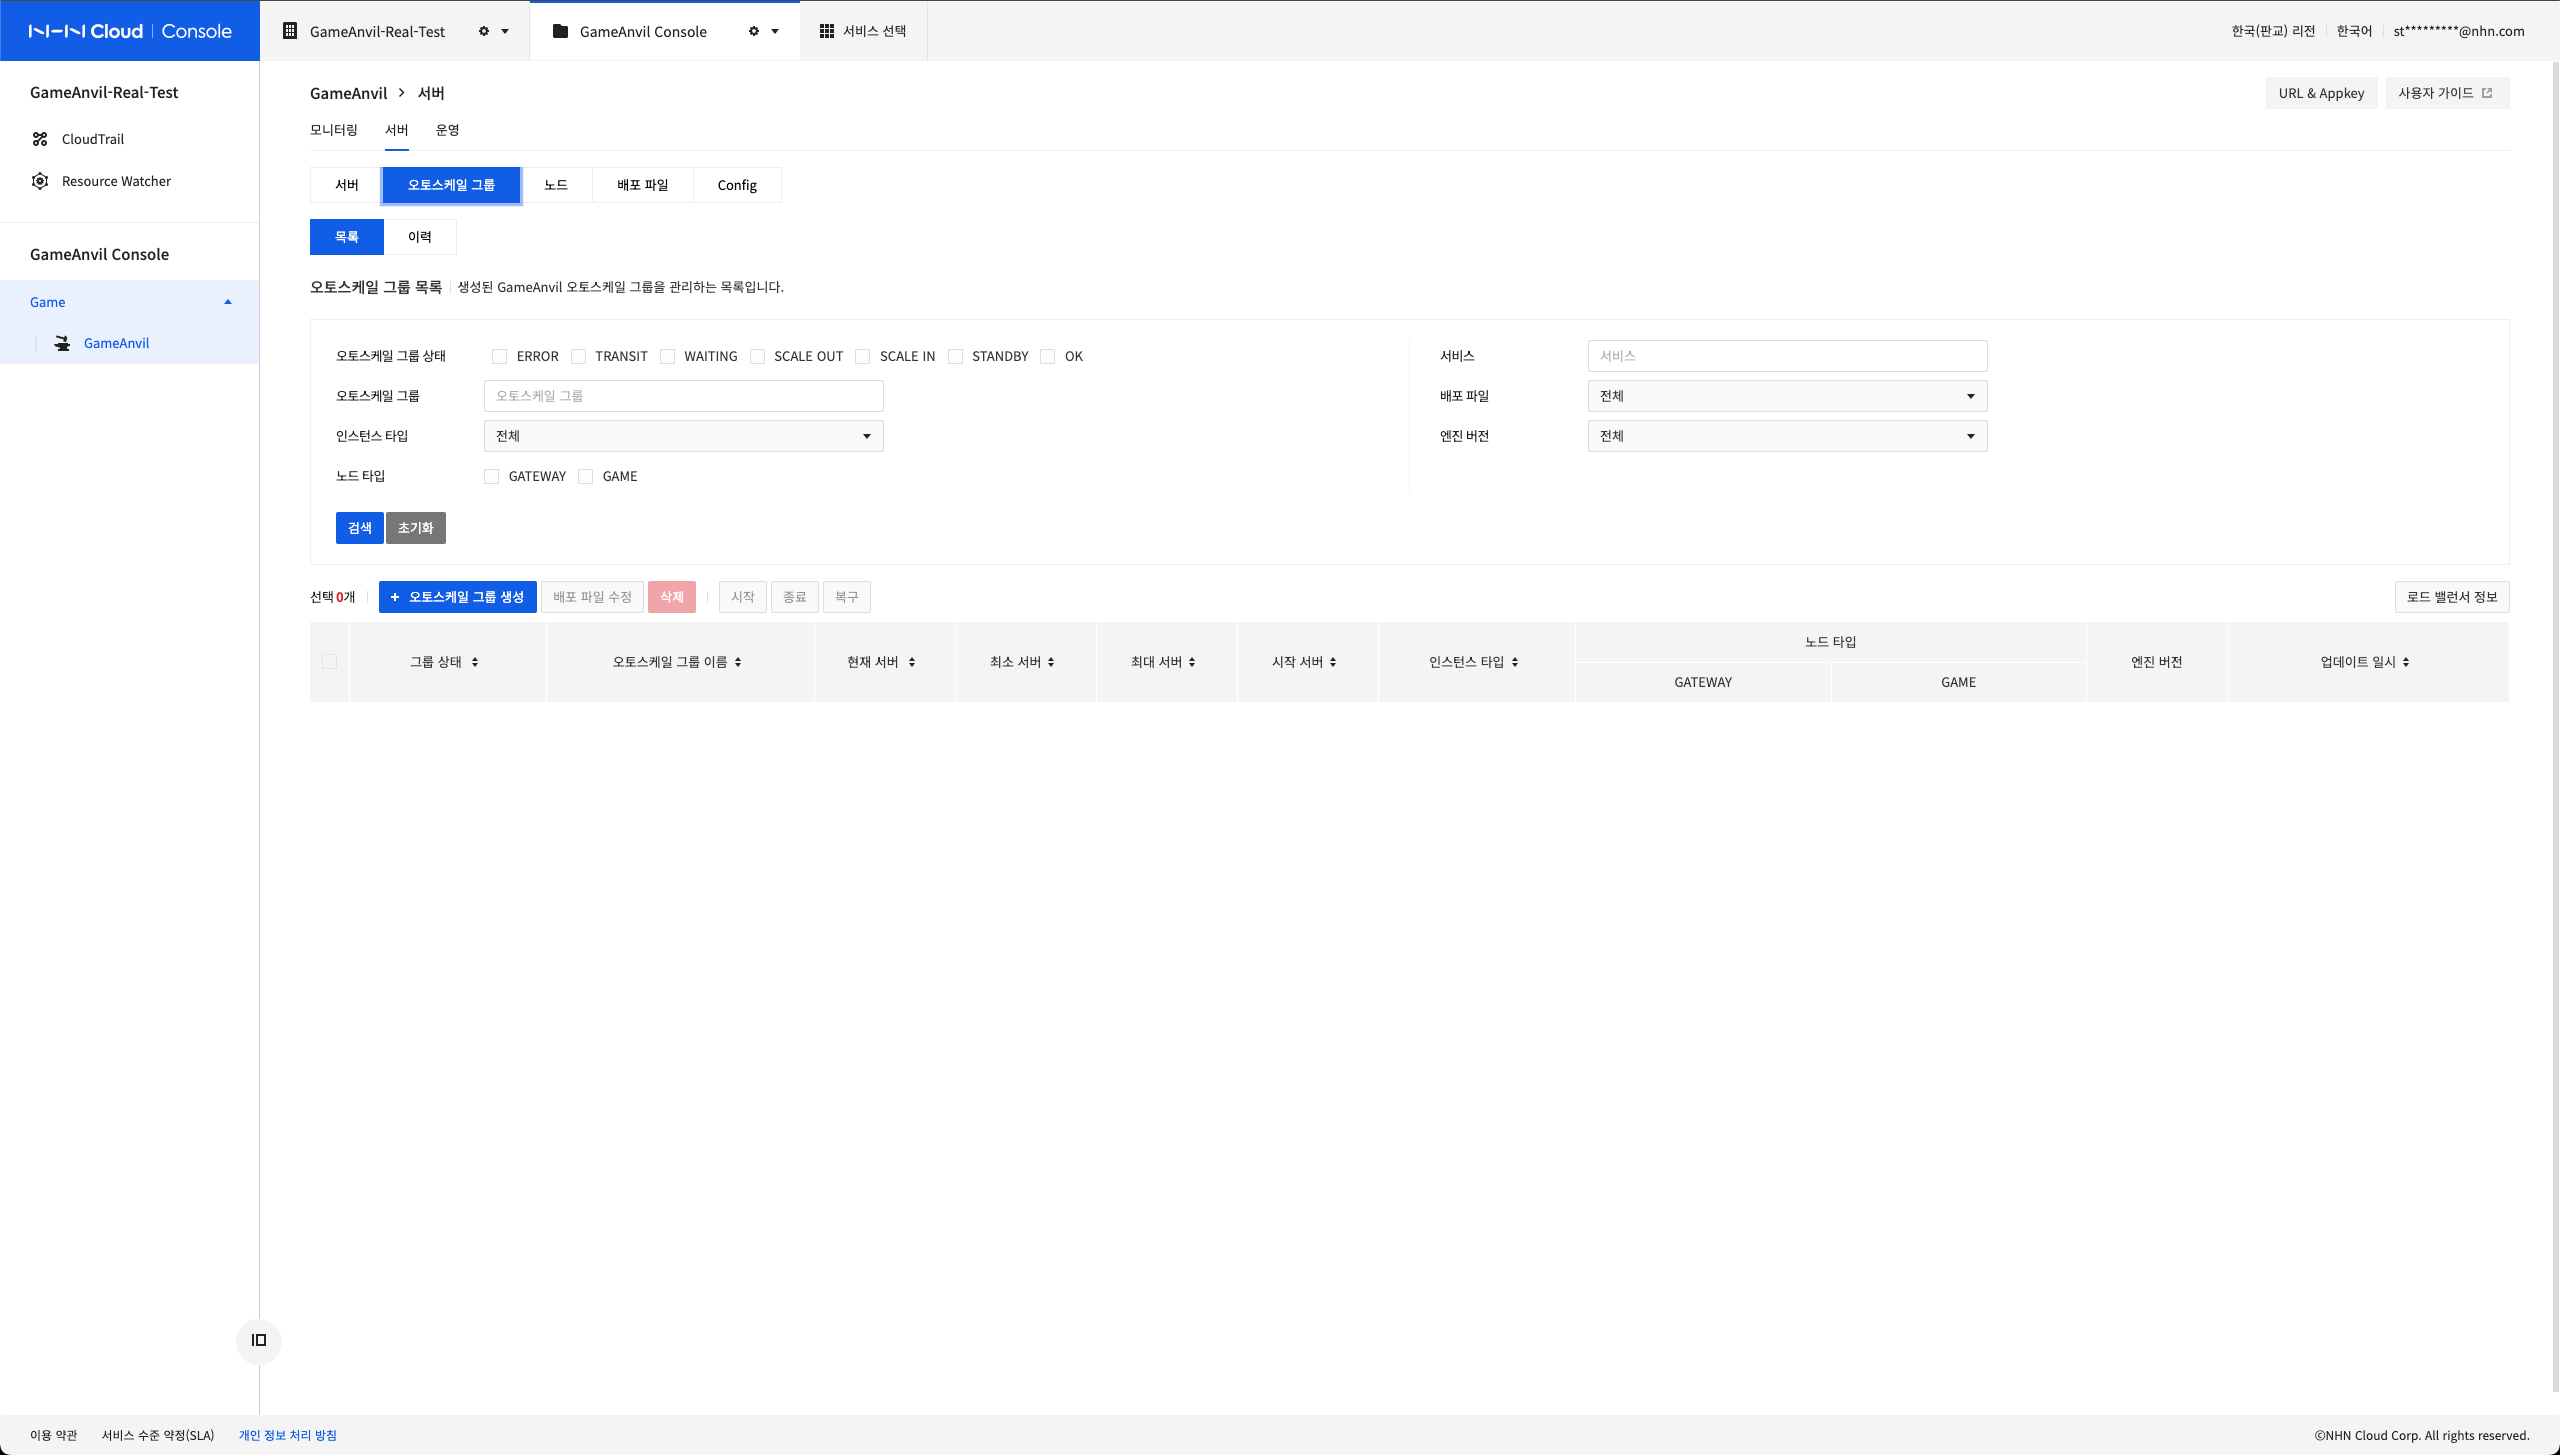 NHN Cloud | Console
GameAnvil-Real-Test
GameAnvil Console
서비스 선택
한국(판교) 리전
한국어
st*********@nhn.com
GameAnvil-Real-Test
CloudTrail
Resource Watcher
GameAnvil Console
Game
GameAnvil
GameAnvil > 서버
URL & Appkey
사용자 가이드
모니터링 서버 운영
서버 오토스케일 그룹 노드 배포 파일 Config
목록 이력
오토스케일 그룹 목록 생성된 GameAnvil 오토스케일 그룹을 관리하는 목록입니다.
오토스케일 그룹 상태 ERROR TRANSIT WAITING SCALE OUT SCALE IN STANDBY OK
서비스 서비스
오토스케일 그룹 오토스케일 그룹
배포 파일 전체
인스턴스 타입 전체
엔진 버전 전체
노드 타입 GATEWAY GAME
검색 초기화
선택 0개 + 오토스케일 그룹 생성 배포 파일 수정 삭제 시작 종료 복구 로드 밸런서 정보
그룹 상태 오토스케일 그룹 이름 현재 서버 최소 서버 최대 서버 시작 서버 인스턴스 타입 노드 타입 엔진 버전 업데이트 일시
GATEWAY GAME
이용 약관 서비스 수준 약정(SLA) 개인 정보 처리 방침
©NHN Cloud Corp. All rights reserved.